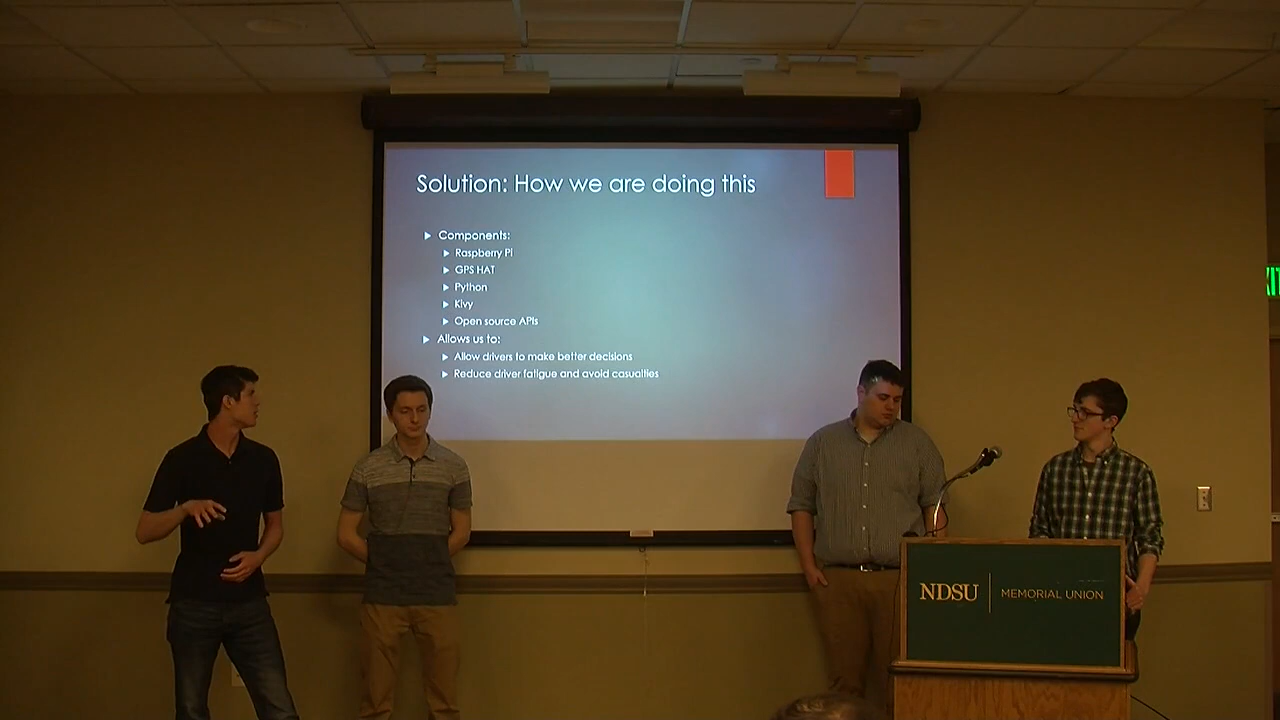 Solution: How we are doing this
Components:
Raspberry Pi
GPS HAT
Python
Kivy
Open source APIs
Allows us to:
Allow drivers to make better decisions
Reduce driver fatigue and avoid casualties
NDSU MEMORIAL UNION